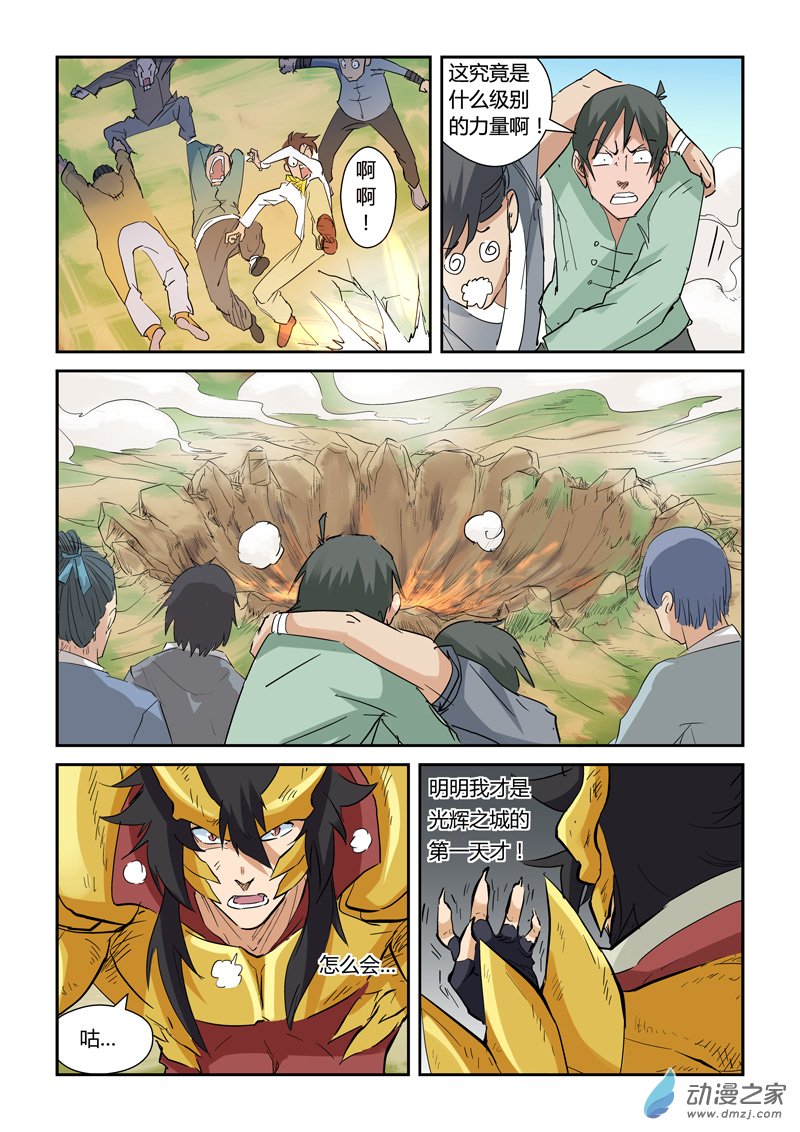 啊
啊！
这究竟是
什么级别
的力量啊！
怎么会…
咕…
明明我才是
光辉之城的
第一天才！
动漫之家
www.dmzj.com